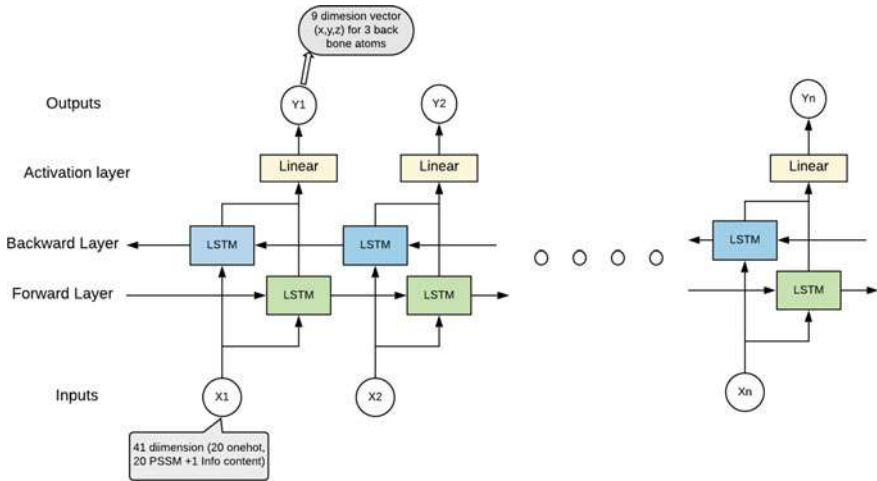 9 dimesion vector
(x,y,z) for 3 back
bone atoms
Outputs
Y1
Y2
Yn
Activation layer
Linear
Linear
Linear
Backward Layer
LSTM
LSTM
LSTM
Forward Layer
LSTM
LSTM
LSTM
Inputs
X1
X2
Xn
41 diimension (20 onehot,
20 PSSM +1 Info content)